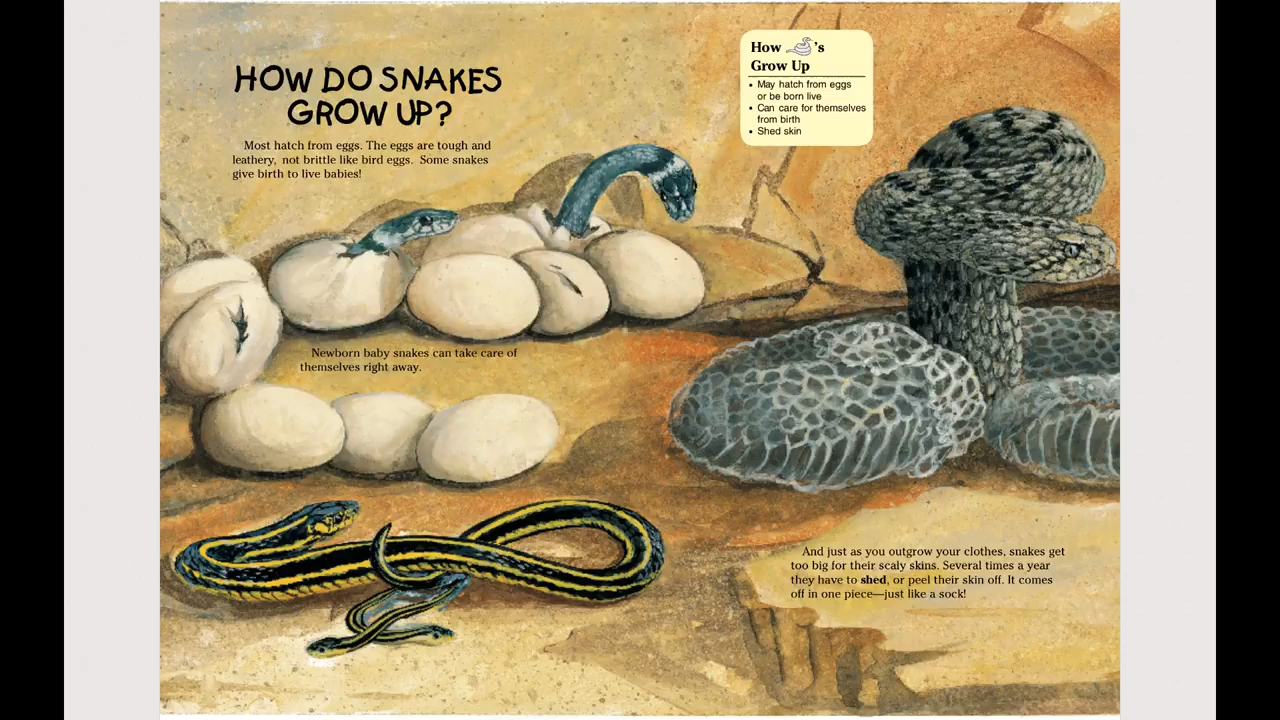 HOW DO SNAKES
GROW UP?
Most hatch from eggs. The eggs are tough and
leathery, not brittle like bird eggs. Some snakes
give birth to live babies!
How 's
Grow Up
• May hatch from eggs
or be born live
• Can care for themselves
from birth
• Shed skin
Newborn baby snakes can take care of
themselves right away.
And just as you outgrow your clothes, snakes get
too big for their scaly skins. Several times a year
they have to shed, or peel their skin off. It comes
off in one piece—just like a sock!